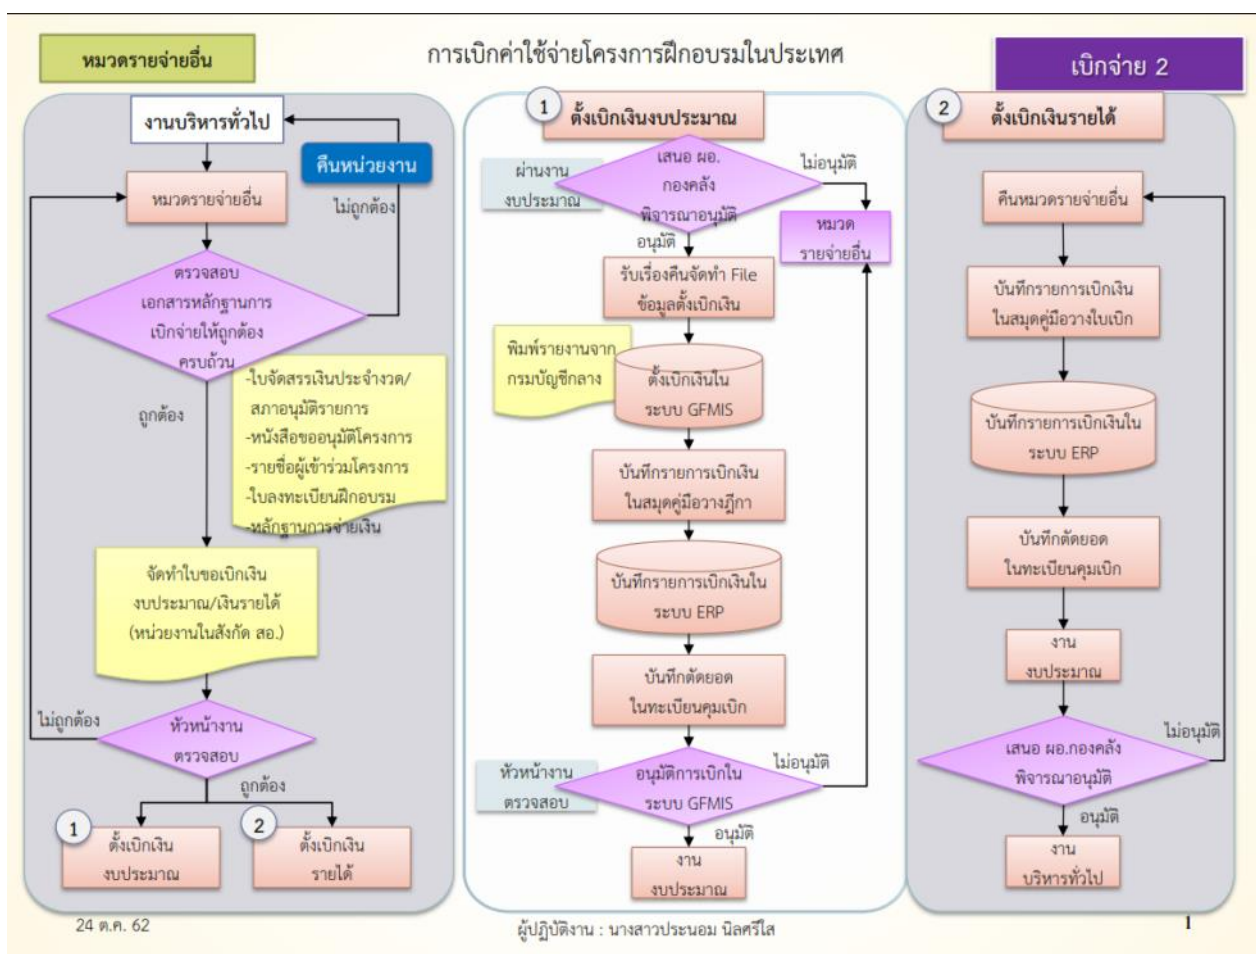 หมวดรายจ่ายอื่น
การเบิกค่าใช้จ่ายโครงการฝึกอบรมในประเทศ
เบิกจ่าย 2
งานบริหารทั่วไป
คืนหน่วยงาน
ไม่ถูกต้อง
หมวดรายจ่ายอื่น
ตรวจสอบ
เอกสารหลักฐานการ
เบิกจ่ายให้ถูกต้อง
ครบถ้วน
ถูกต้อง
-ใบจัดสรรเงินประจำงวด/
สภาอนุมัติรายการ
-หนังสือขออนุมัติโครงการ
-รายชื่อผู้เข้าร่วมโครงการ
-ใบลงทะเบียนฝึกอบรม
-หลักฐานการจ่ายเงิน
จัดทำใบขอเบิกเงิน
งบประมาณ/เงินรายได้
(หน่วยงานในสังกัด สอ.)
ไม่ถูกต้อง
หัวหน้างาน
ตรวจสอบ
ถูกต้อง
1
ตั้งเบิกเงิน
งบประมาณ
2
ตั้งเบิกเงิน
รายได้
1
ตั้งเบิกเงินงบประมาณ
ผ่านงาน
งบประมาณ
เสนอ ผอ.
กองคลัง
พิจารณาอนุมัติ
ไม่อนุมัติ
หมวด
รายจ่ายอื่น
อนุมัติ
รับเรื่องคืนจัดทำ File
ข้อมูลตั้งเบิกเงิน
พิมพ์รายงานจาก
กรมบัญชีกลาง
ตั้งเบิกเงินใน
ระบบ GFMIS
บันทึกรายการเบิกเงิน
ในสมุดคู่มือวางฎีกา
บันทึกรายการเบิกเงินใน
ระบบ ERP
บันทึกตัดยอด
ในทะเบียนคุมเบิก
หัวหน้างาน
ตรวจสอบ
อนุมัติการเบิกใน
ระบบ GFMIS
ไม่อนุมัติ
อนุมัติ
งาน
งบประมาณ
2
ตั้งเบิกเงินรายได้
คืนหมวดรายจ่ายอื่น
บันทึกรายการเบิกเงิน
ในสมุดคู่มือวางใบเบิก
บันทึกรายการเบิกเงินใน
ระบบ ERP
บันทึกตัดยอด
ในทะเบียนคุมเบิก
งาน
งบประมาณ
เสนอ ผอ.กองคลัง
พิจารณาอนุมัติ
ไม่อนุมัติ
อนุมัติ
งาน
บริหารทั่วไป
24 ต.ค. 62
ผู้ปฏิบัติงาน : นางสาวประนอม นิลศรีใส
1